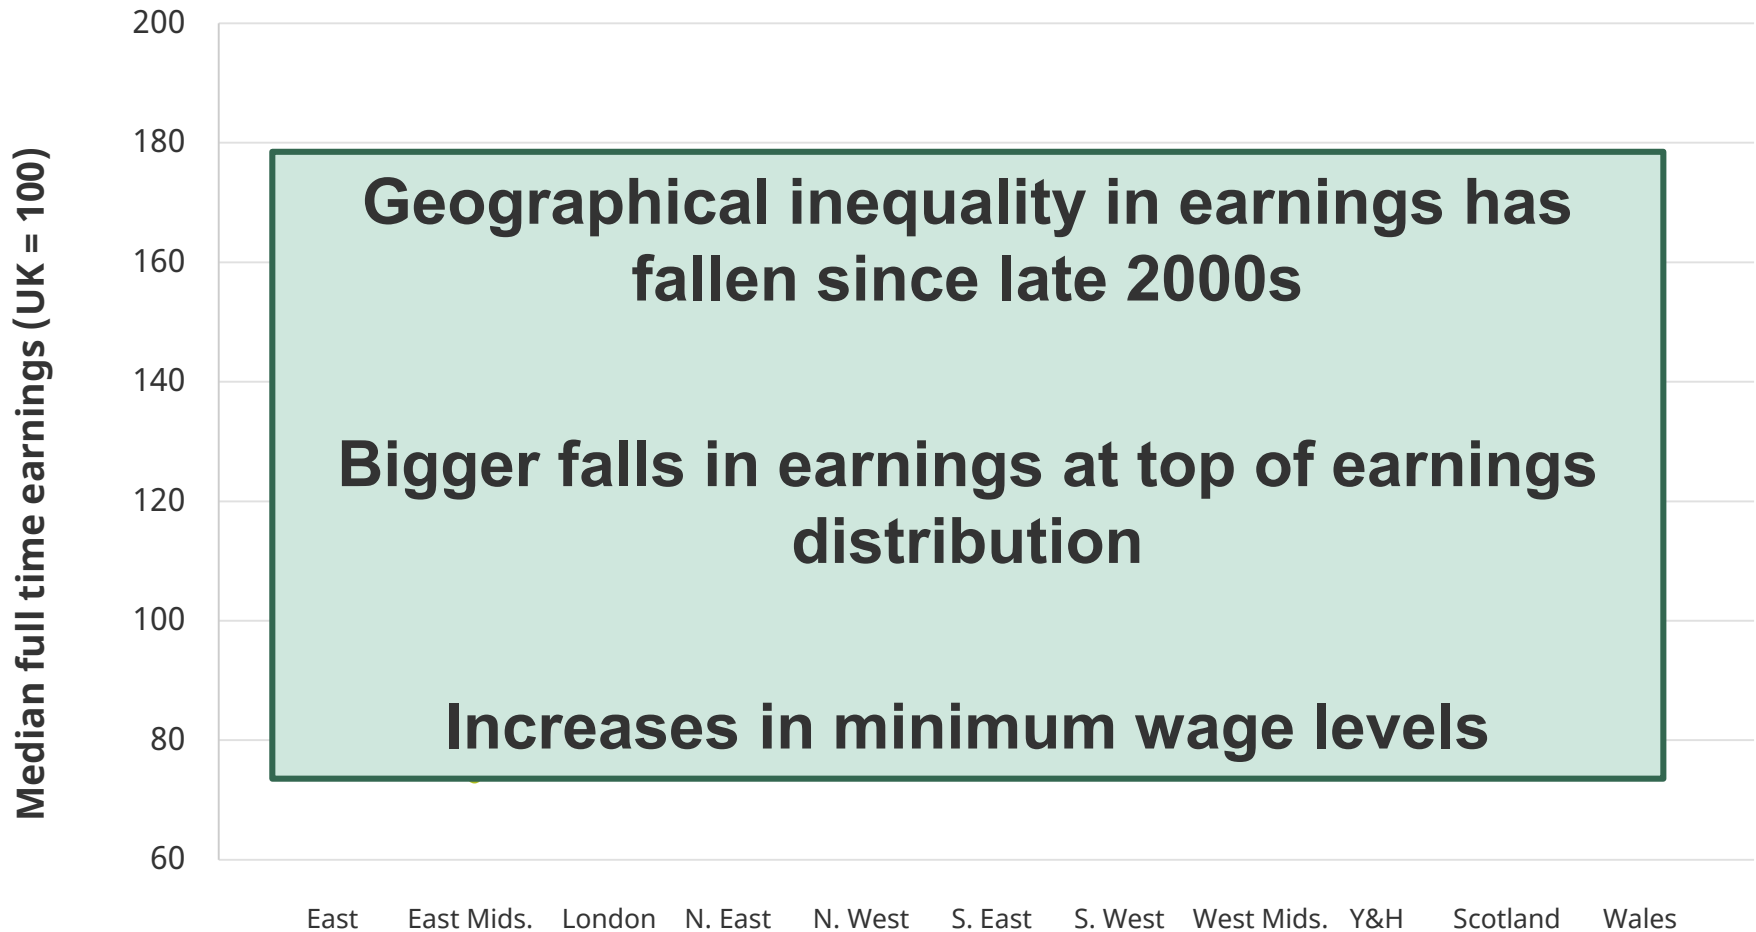 Median full time earnings (UK = 100)
200
180
160
140
120
100
80
60
Geographical inequality in earnings has
fallen since late 2000s
Bigger falls in earnings at top of earnings
distribution
Increases in minimum wage levels
East East Mids. London N. East N. West S. East S. West West Mids. Y&H Scotland Wales